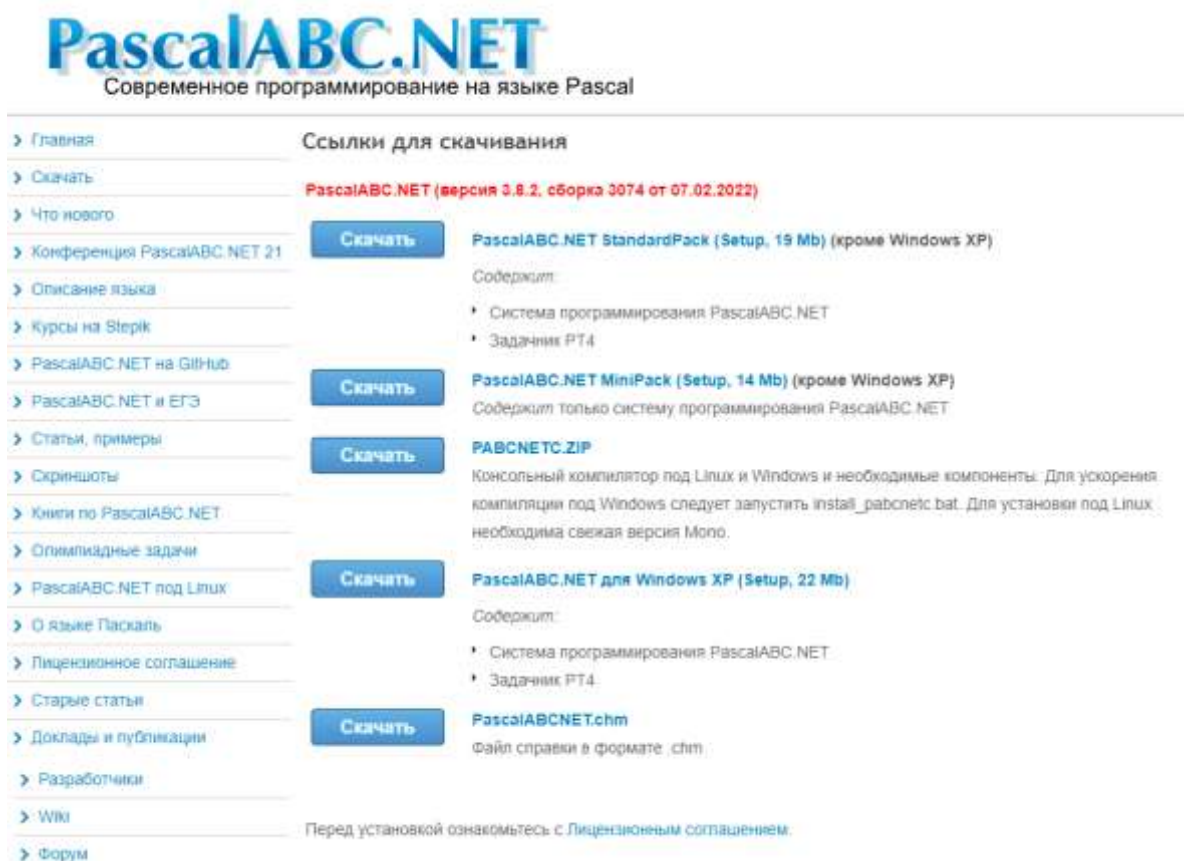 PascalABC.NET
Современное программирование на языке Pascal
Главная
Скачать
Что нового
Конференция PascalABC.NET 21
Описание языка
Курсы на Stepik
PascalABC.NET на GitHub
PascalABC.NET и ЕГЭ
Статьи, примеры
Скриншоты
Книги по PascalABC.NET
Олимпиадные задачи
PascalABC.NET под Linux
О языке Паскаль
Лицензионное соглашение
Старые статьи
Доклады и публикации
Разработчики
Wiki
Форум
Ссылки для скачивания
PascalABC.NET (версия 3.8.2, сборка 3074 от 07.02.2022)
Скачать
PascalABC.NET StandardPack (Setup, 19 Mb) (кроме Windows XP)
Содержит:
Система программирования PascalABC.NET
Задачник PT4
Скачать
PascalABC.NET MiniPack (Setup, 14 Mb) (кроме Windows XP)
Содержит только систему программирования PascalABC.NET
Скачать
PABCNETC.ZIP
Консольный компилятор под Linux и Windows и необходимые компоненты. Для ускорения
компиляции под Windows следует запустить install_pabcnetc.bat. Для установки под Linux
необходима свежая версия Mono.
Скачать
PascalABC.NET для Windows XP (Setup, 22 Mb)
Содержит:
Система программирования PascalABC.NET
Задачник PT4
Скачать
PascalABCNET.chm
Файл справки в формате .chm
Перед установкой ознакомьтесь с Лицензионным соглашением.